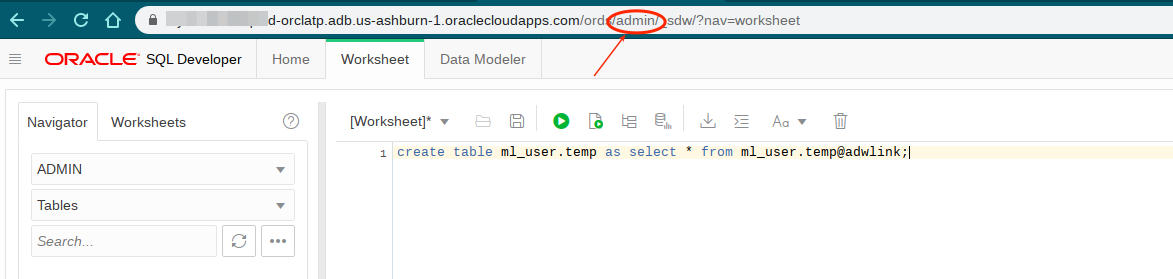 d-orclatp.adb.us-ashburn-1.oraclecloudapps.com/ords/admin/_sdw/?nav=worksheet
ORACLE SQL Developer Home Worksheet Data Modeler
Navigator Worksheets ? [Worksheet]* Aa
1 create table ml_user.temp as select * from ml_user.temp@adwlink;
ADMIN
Tables
Search...